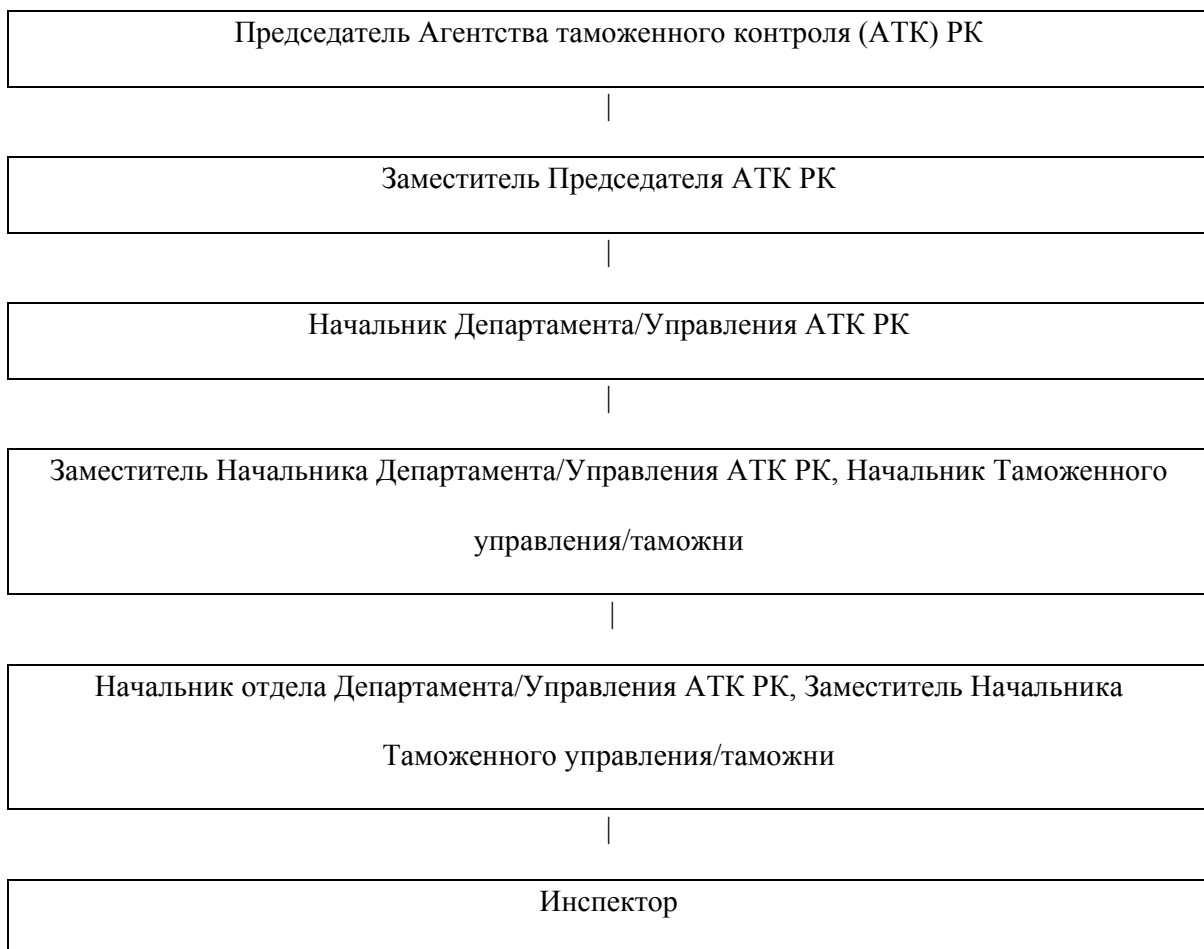 Председатель Агентства таможенного контроля (АТК) РК
Заместитель Председателя АТК РК
Начальник Департамента/Управления АТК РК
Заместитель Начальника Департамента/Управления АТК РК, Начальник Таможенного
управления/таможни
Начальник отдела Департамента/Управления АТК РК, Заместитель Начальника
Таможенного управления/таможни
Инспектор